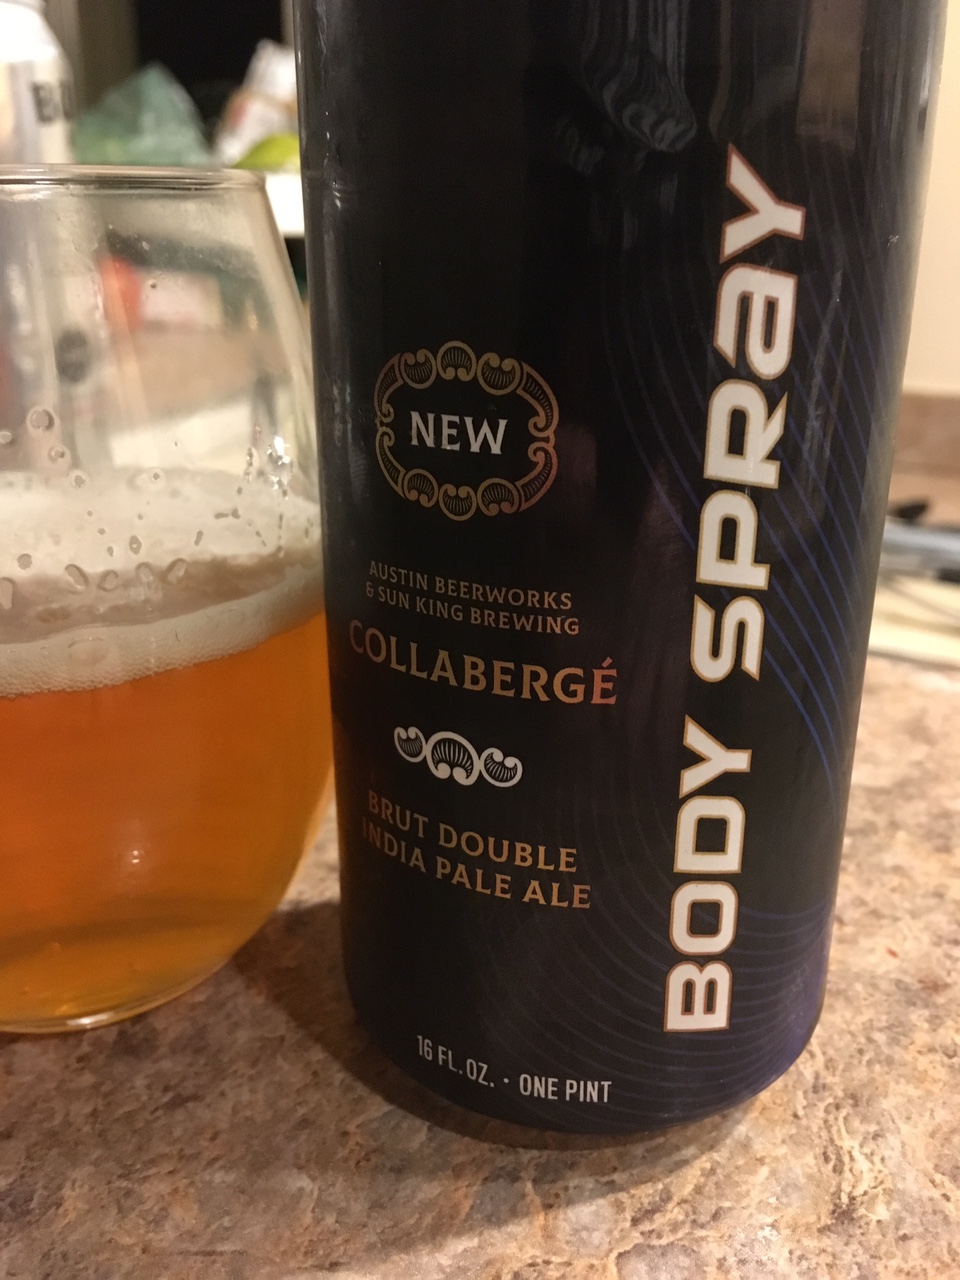 NEW
AUSTIN BEERWORKS
& SUN KING BREWING
COLLABERGÉ
BRUT DOUBLE
INDIA PALE ALE
16 FL. OZ. · ONE PINT
BODY SPRaY